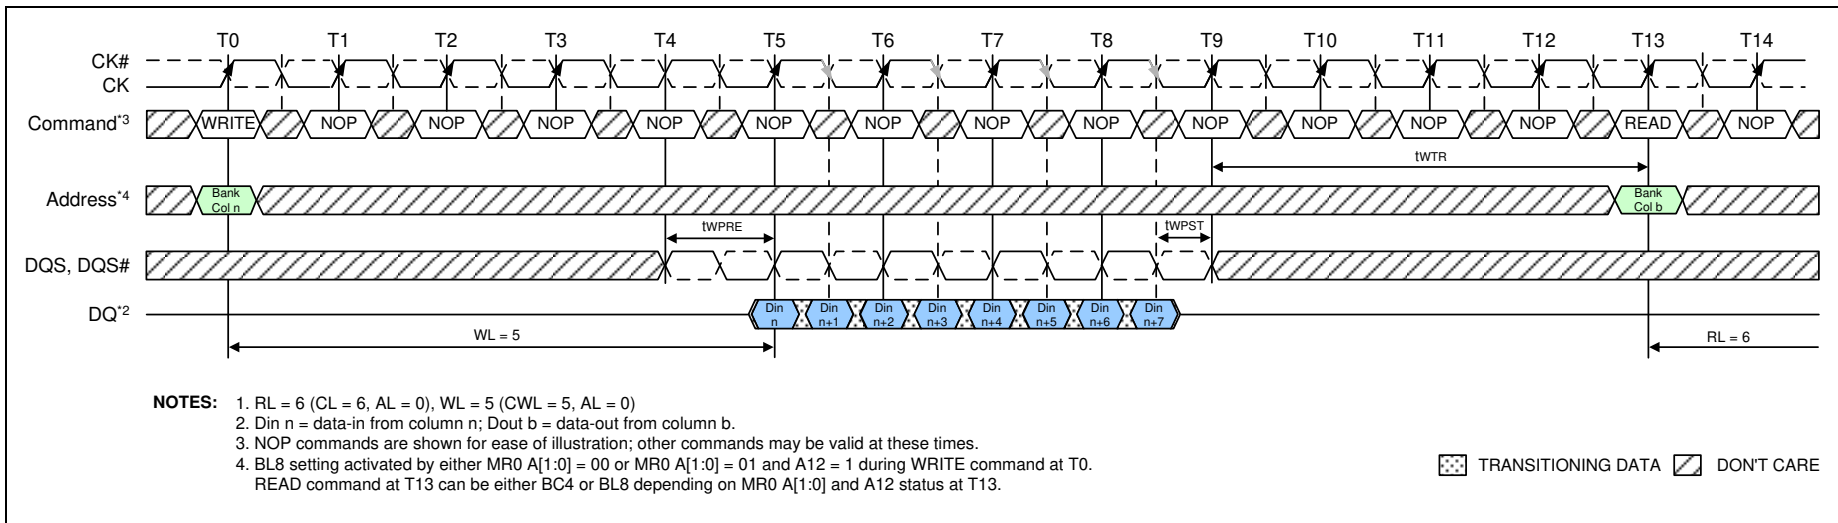 T0 T1 T2 T3 T4 T5 T6 T7 T8 T9 T10 T11 T12 T13 T14
CK#
CK
Command*3 WRITE NOP NOP NOP NOP NOP NOP NOP NOP NOP NOP NOP NOP READ NOP
tWTR
Address*4 Bank Col n Bank Col b
tWPRE tWPST
DQS, DQS#
DQ*2 Din n Din n+1 Din n+2 Din n+3 Din n+4 Din n+5 Din n+6 Din n+7
WL = 5 RL = 6
NOTES: 1. RL = 6 (CL = 6, AL = 0), WL = 5 (CWL = 5, AL = 0)
2. Din n = data-in from column n; Dout b = data-out from column b.
3. NOP commands are shown for ease of illustration; other commands may be valid at these times.
4. BL8 setting activated by either MR0 A[1:0] = 00 or MR0 A[1:0] = 01 and A12 = 1 during WRITE command at T0.
READ command at T13 can be either BC4 or BL8 depending on MR0 A[1:0] and A12 status at T13.
TRANSITIONING DATA DON'T CARE